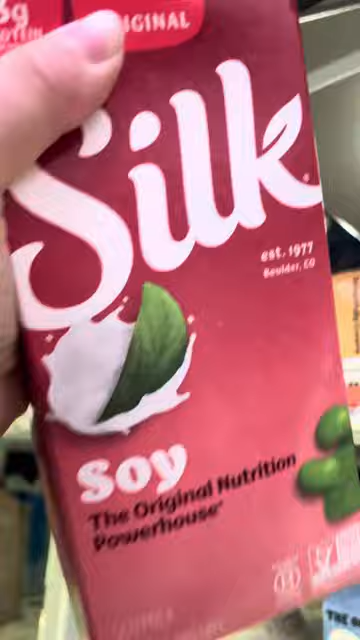 ORIGINAL
Silk
est. 1977
Boulder, CO
soy
The Original Nutrition
Powerhouse